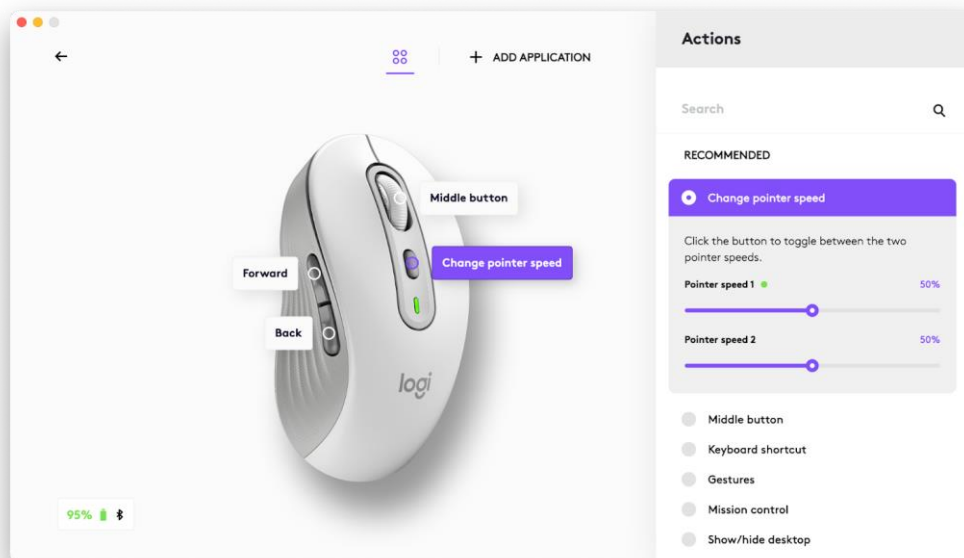 ADD APPLICATION
Middle button
Change pointer speed
Forward
Back
logi
95%
Actions
Search
RECOMMENDED
Change pointer speed
Click the button to toggle between the two
pointer speeds.
Pointer speed 1 50%
Pointer speed 2 50%
Middle button
Keyboard shortcut
Gestures
Mission control
Show/hide desktop